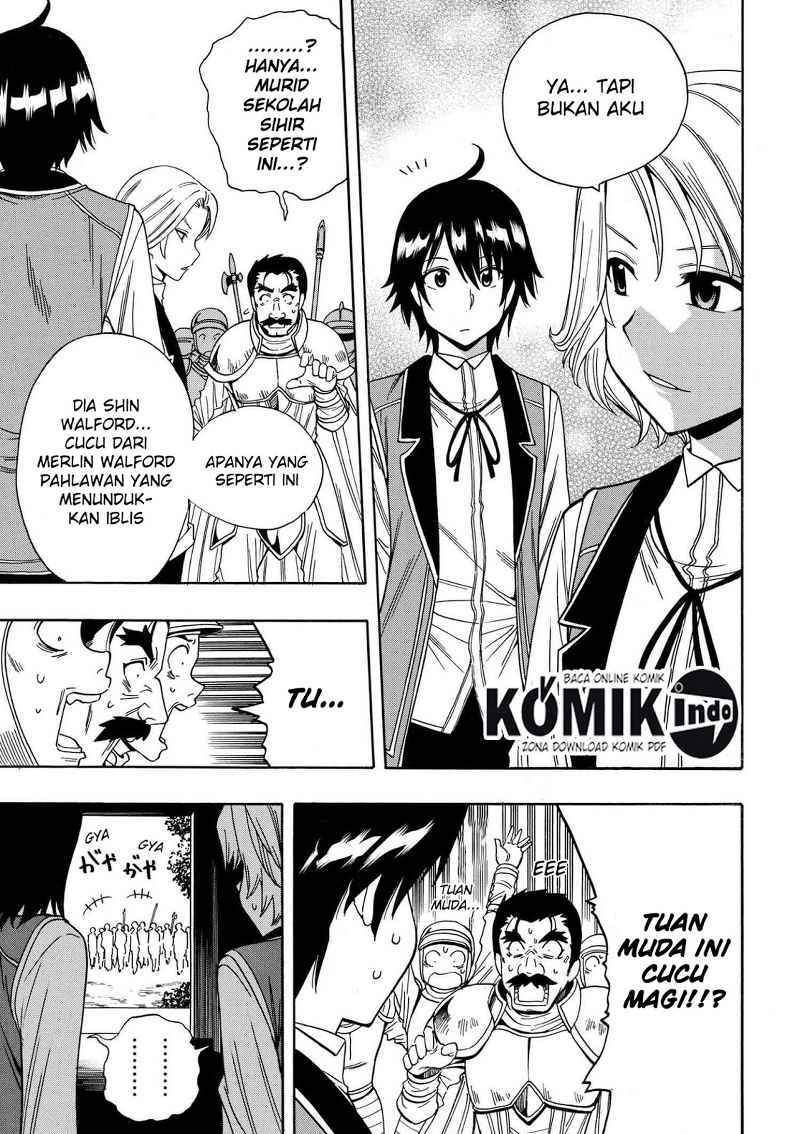 YA... TAPI
BUKAN AKU
.........?
HANYA...
MURID
SEKOLAH
SIHIR
SEPERTI
INI...?
APANYA YANG
SEPERTI INI
DIA SHIN
WALFORD...
CUCU DARI
MERLIN WALFORD
PAHLAWAN YANG
MENUNDUK-
KAN IBLIS
BACA ONLINE KOMIK
KOMIK indo
ZONA DOWNLOAD KOMIK PDF
TU...
TUAN
MUDA INI
CUCU
MAGI!!?
EEE
TUAN
MUDA...
GYA
GYA
がや
がや
......
......